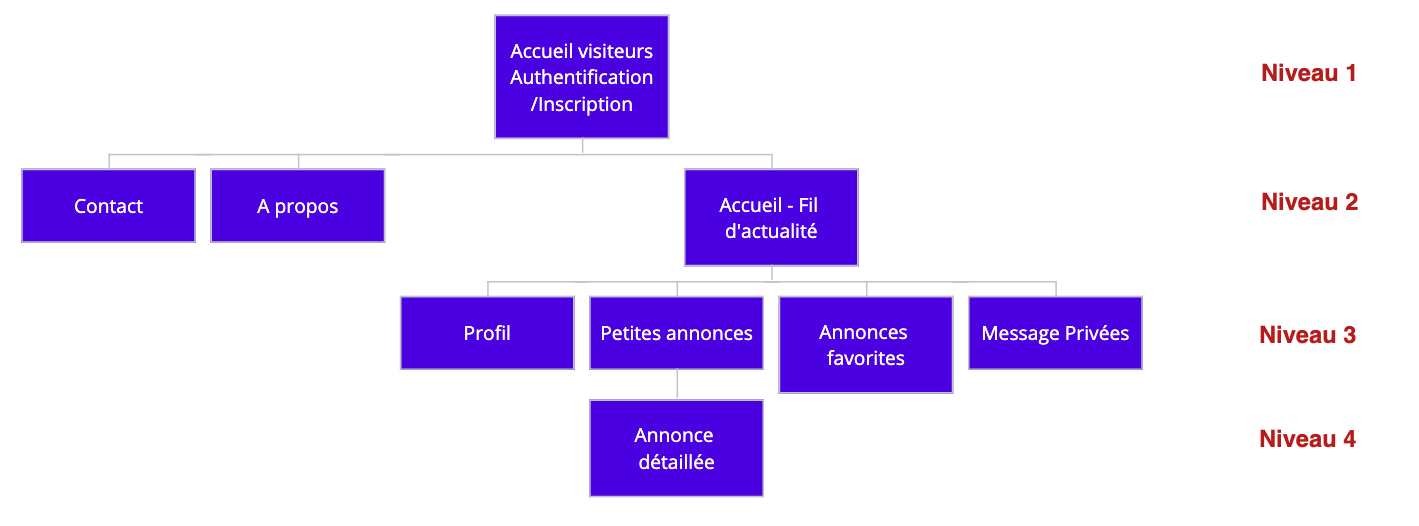 Accueil visiteurs
Authentification
/Inscription
Niveau 1
Contact
A propos
Accueil - Fil
d'actualité
Niveau 2
Profil
Petites annonces
Annonces
favorites
Message Privées
Niveau 3
Annonce
détaillée
Niveau 4